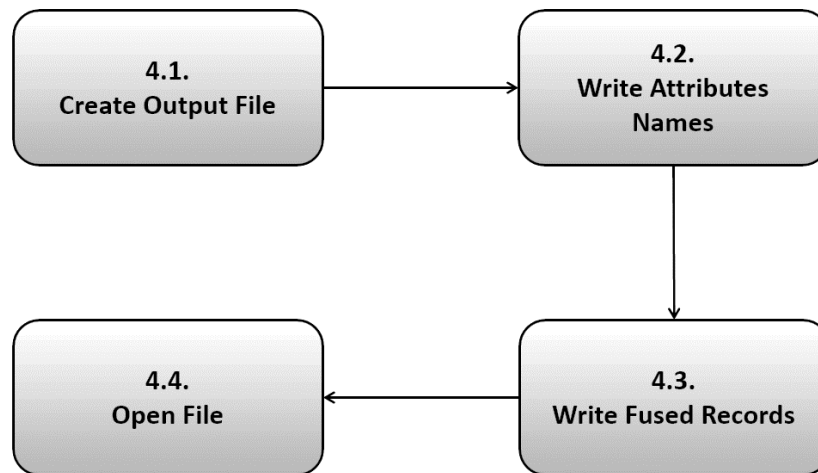 4.1.
Create Output File
4.2.
Write Attributes
Names
4.3.
Write Fused Records
4.4.
Open File